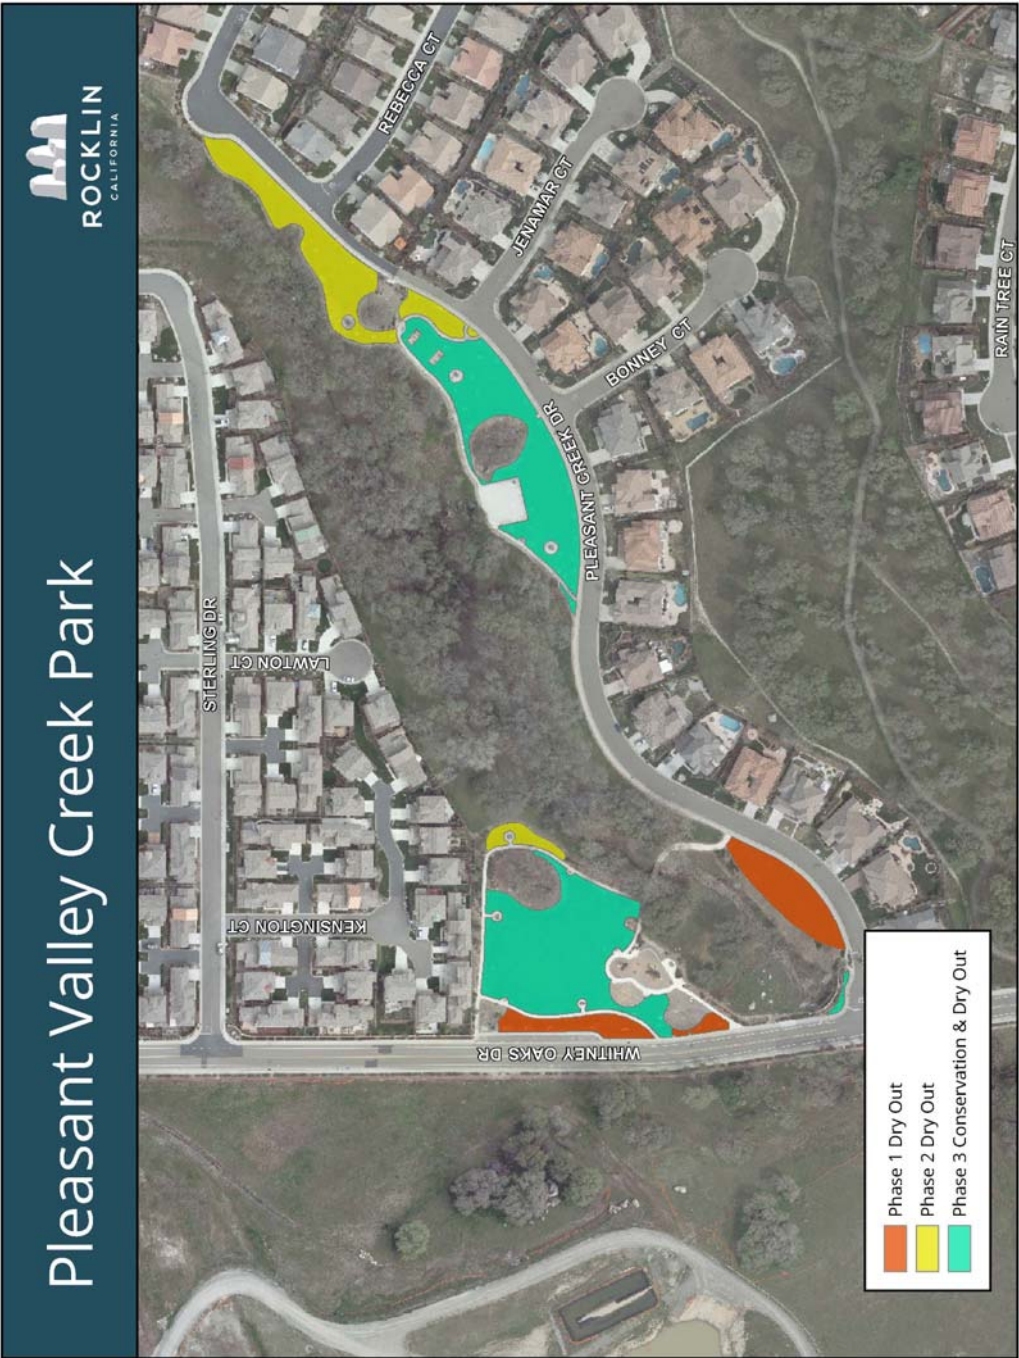 Pleasant Valley Creek Park
ROCKLIN
CALIFORNIA
STERLING DR
LAWTON CT
KENSINGTON CT
WHITNEY OAKS DR
PLEASANT CREEK DR
REBECCA CT
JENAMAR CT
BONNEY CT
RAIN TREE CT
Phase 1 Dry Out
Phase 2 Dry Out
Phase 3 Conservation & Dry Out